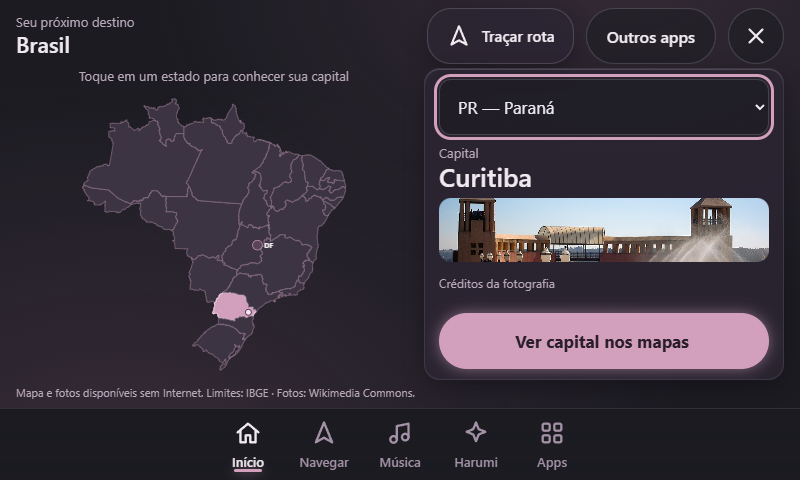 Seu próximo destino
Brasil
Traçar rota
Outros apps
Toque em um estado para conhecer sua capital
PR — Paraná
Capital
Curitiba
DF
Créditos da fotografia
Ver capital nos mapas
Mapa e fotos disponíveis sem Internet. Limites: IBGE · Fotos: Wikimedia Commons.
Início
Navegar
Música
Harumi
Apps